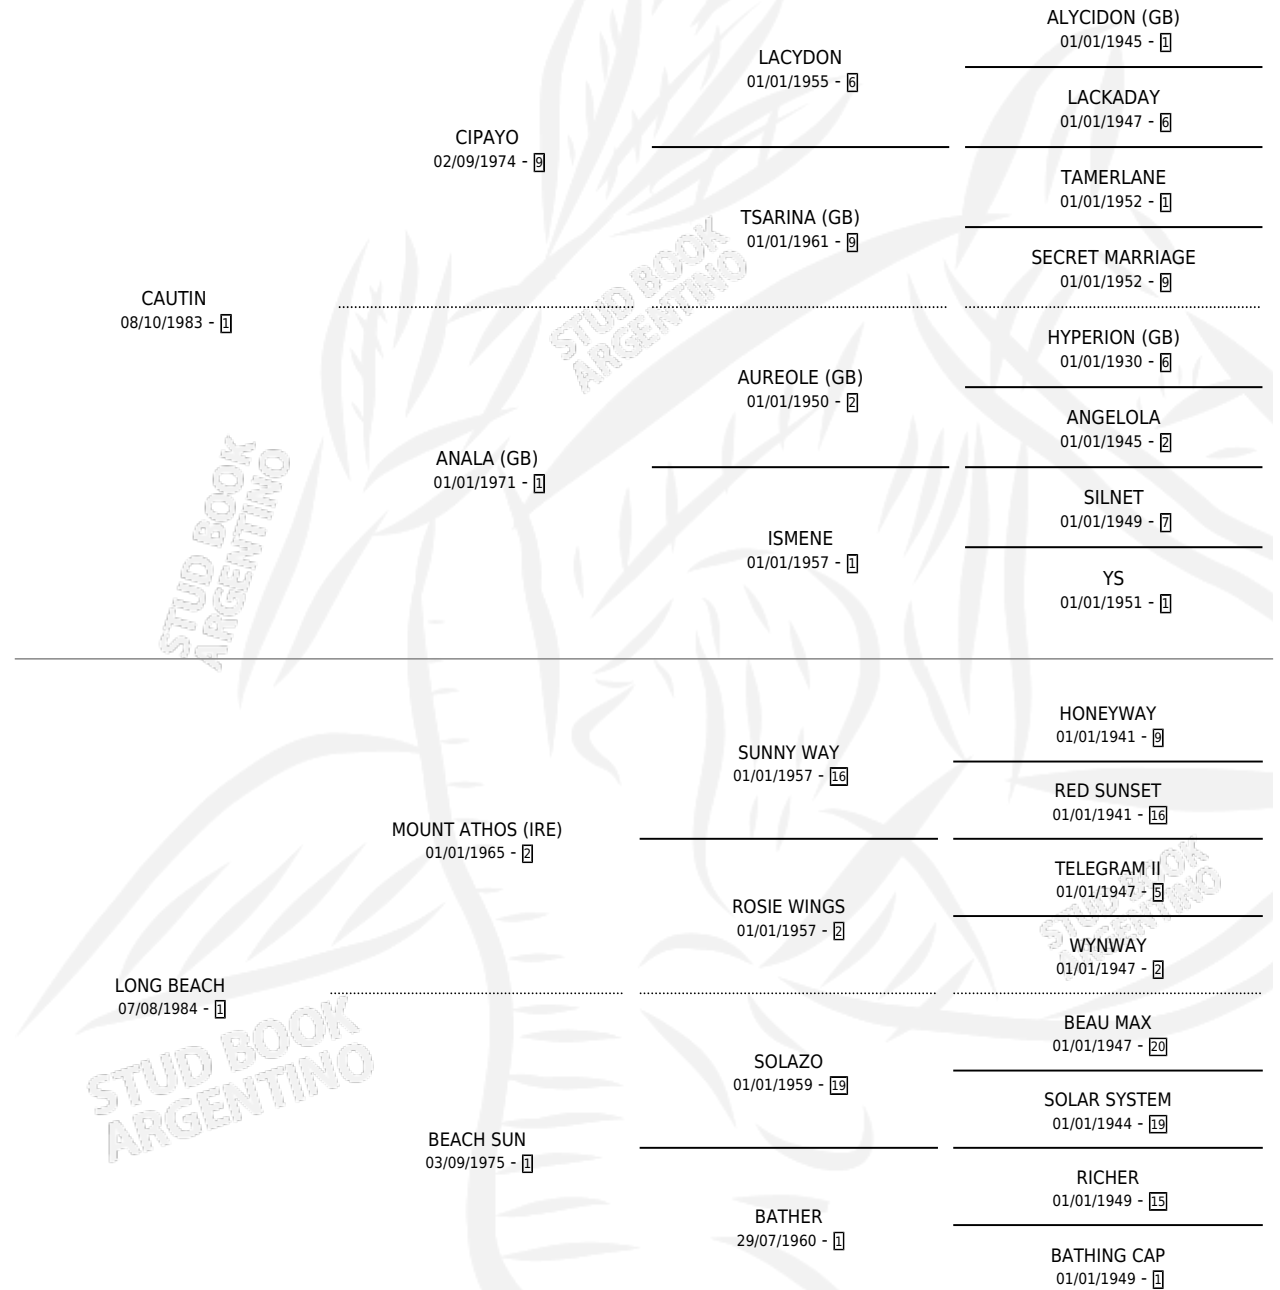 ALYCIDON (GB)
01/01/1945 - 1
LACYDON
01/01/1955 - 6
LACKADAY
01/01/1947 - 6
CIPAYO
02/09/1974 - 9
TAMERLANE
01/01/1952 - 1
TSARINA (GB)
01/01/1961 - 9
SECRET MARRIAGE
01/01/1952 - 9
CAUTIN
08/10/1983 - 1
HYPERION (GB)
01/01/1930 - 6
AUREOLE (GB)
01/01/1950 - 2
ANGELOLA
01/01/1945 - 2
ANALA (GB)
01/01/1971 - 1
SILNET
01/01/1949 - 7
ISMENE
01/01/1957 - 1
YS
01/01/1951 - 1
HONEYWAY
01/01/1941 - 9
SUNNY WAY
01/01/1957 - 16
RED SUNSET
01/01/1941 - 16
MOUNT ATHOS (IRE)
01/01/1965 - 2
TELEGRAM II
01/01/1947 - 5
ROSIE WINGS
01/01/1957 - 2
WYNWAY
01/01/1947 - 2
LONG BEACH
07/08/1984 - 1
BEAU MAX
01/01/1947 - 20
SOLAZO
01/01/1959 - 19
SOLAR SYSTEM
01/01/1944 - 19
BEACH SUN
03/09/1975 - 1
RICHER
01/01/1949 - 15
BATHER
29/07/1960 - 1
BATHING CAP
01/01/1949 - 1
STUD BOOK
ARGENTINO
STUD BOOK
ARGENTINO
STUD BOOK
ARGENTINO
STUD BOOK
ARGENTINO